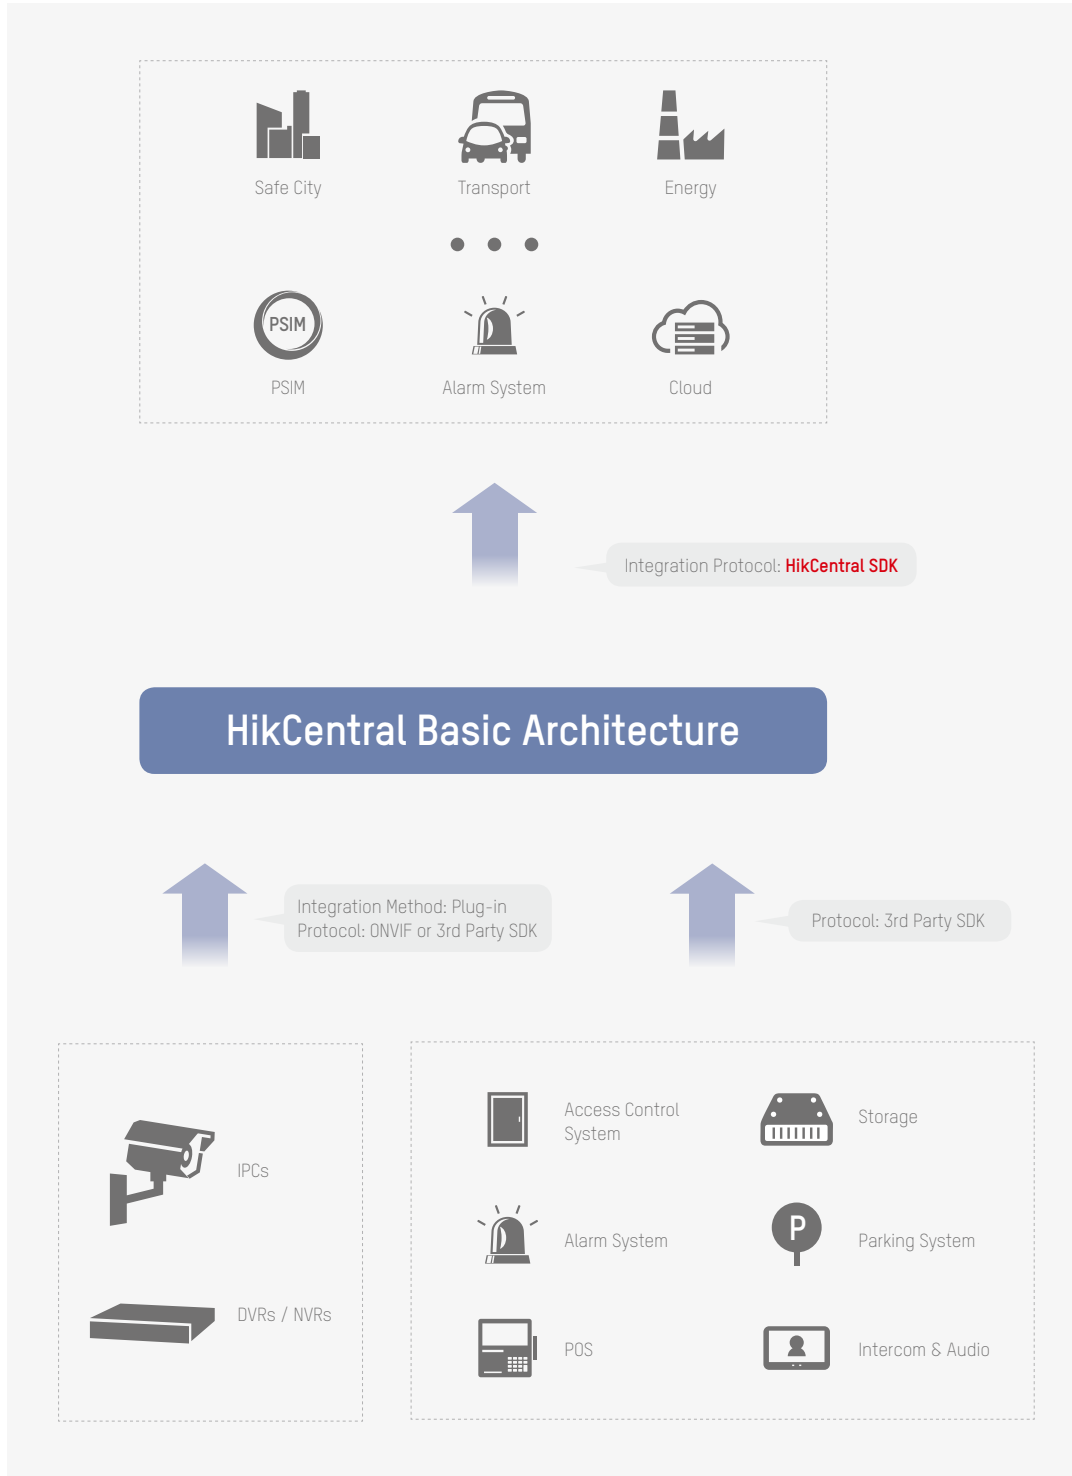 Safe City
Transport
Energy
PSIM
PSIM
Alarm System
Cloud
Integration Protocol: HikCentral SDK
HikCentral Basic Architecture
Integration Method: Plug-in
Protocol: ONVIF or 3rd Party SDK
Protocol: 3rd Party SDK
IPCs
DVRs / NVRs
Access Control
System
Storage
Alarm System
P
Parking System
POS
Intercom & Audio